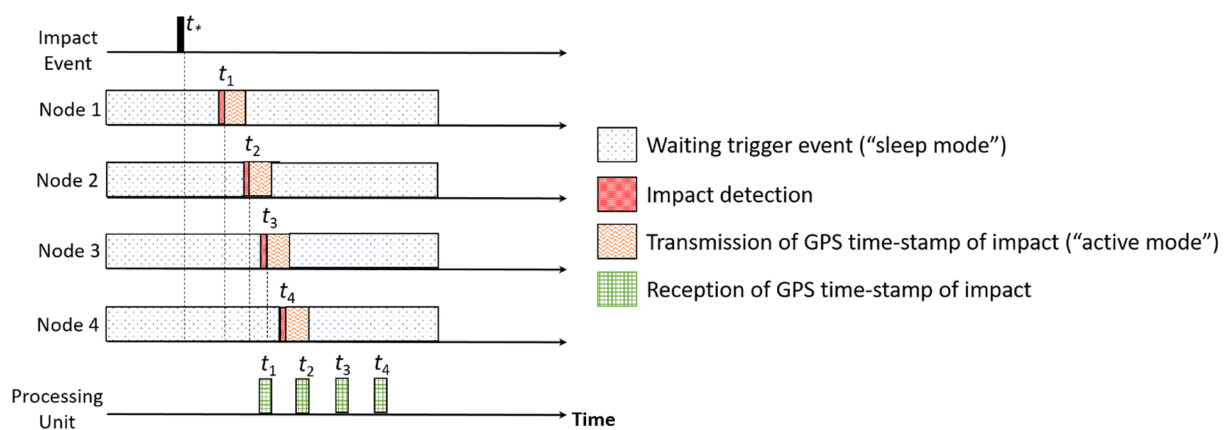 Impact
Event
t*
Node 1
t1
Node 2
t2
Node 3
t3
Node 4
t4
Processing
Unit
t1 t2 t3 t4
Time
Waiting trigger event (“sleep mode”)
Impact detection
Transmission of GPS time-stamp of impact (“active mode”)
Reception of GPS time-stamp of impact